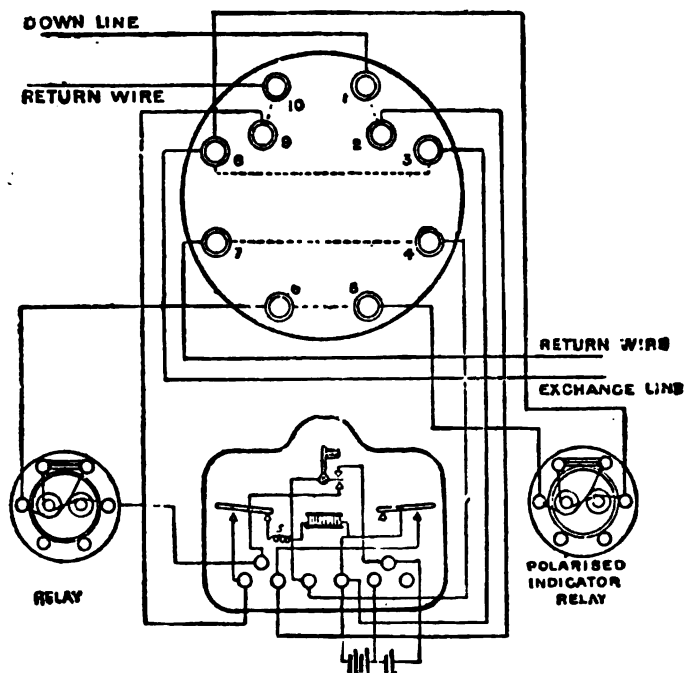 DOWN LINE
RETURN WIRE
10
1
9
2
8
3
7
4
6
5
RETURN WIRE
EXCHANGE LINE
S
RELAY
POLARISED
INDICATOR
RELAY